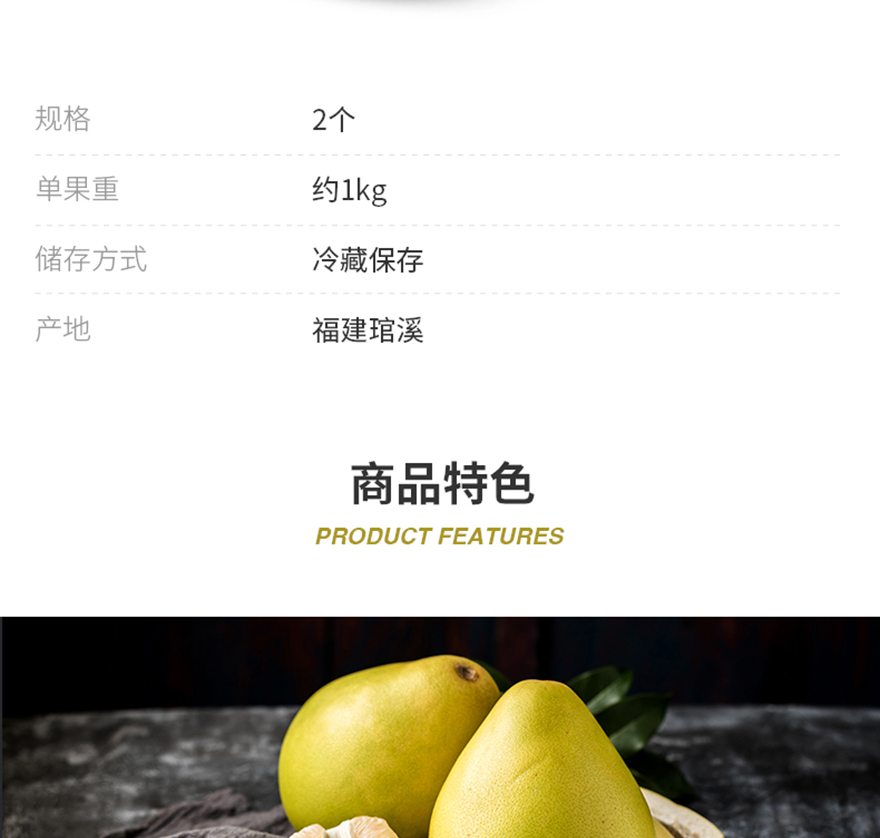 规格 2个
单果重 约1kg
储存方式 冷藏保存
产地 福建琯溪
商品特色
PRODUCT FEATURES